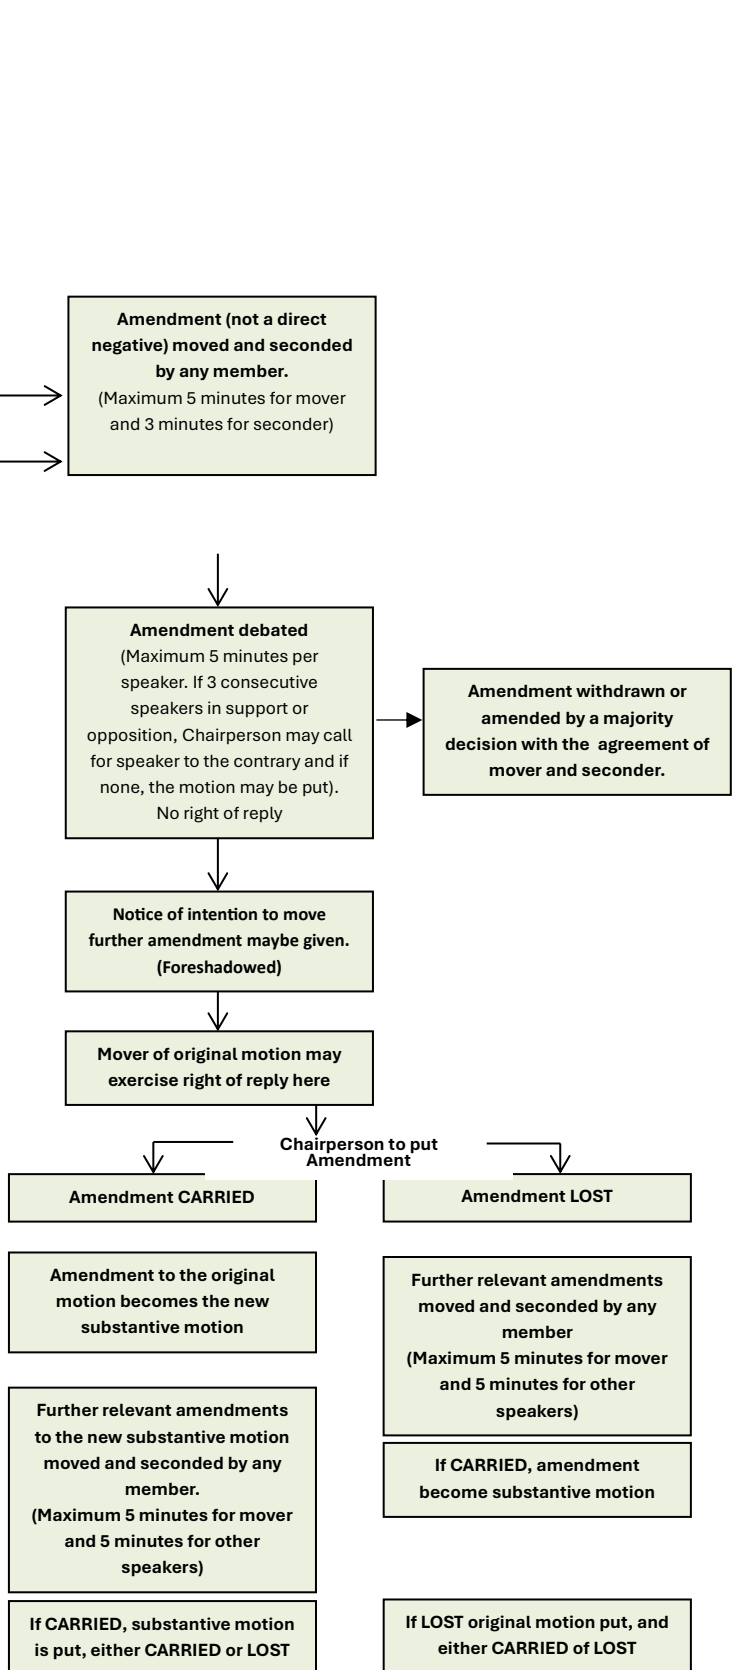 Amendment (not a direct
negative) moved and seconded
by any member.
(Maximum 5 minutes for mover
and 3 minutes for seconder)
Amendment debated
(Maximum 5 minutes per
speaker. If 3 consecutive
speakers in support or
opposition, Chairperson may call
for speaker to the contrary and if
none, the motion may be put).
No right of reply
Amendment withdrawn or
amended by a majority
decision with the  agreement of
mover and seconder.
Notice of intention to move
further amendment maybe given.
(Foreshadowed)
Mover of original motion may
exercise right of reply here
Chairperson to put
Amendment
Amendment CARRIED
Amendment to the original
motion becomes the new
substantive motion
Further relevant amendments
to the new substantive motion
moved and seconded by any
member.
(Maximum 5 minutes for mover
and 5 minutes for other
speakers)
If CARRIED, substantive motion
is put, either CARRIED or LOST
Amendment LOST
Further relevant amendments
moved and seconded by any
member
(Maximum 5 minutes for mover
and 5 minutes for other
speakers)
If CARRIED, amendment
become substantive motion
If LOST original motion put, and
either CARRIED of LOST